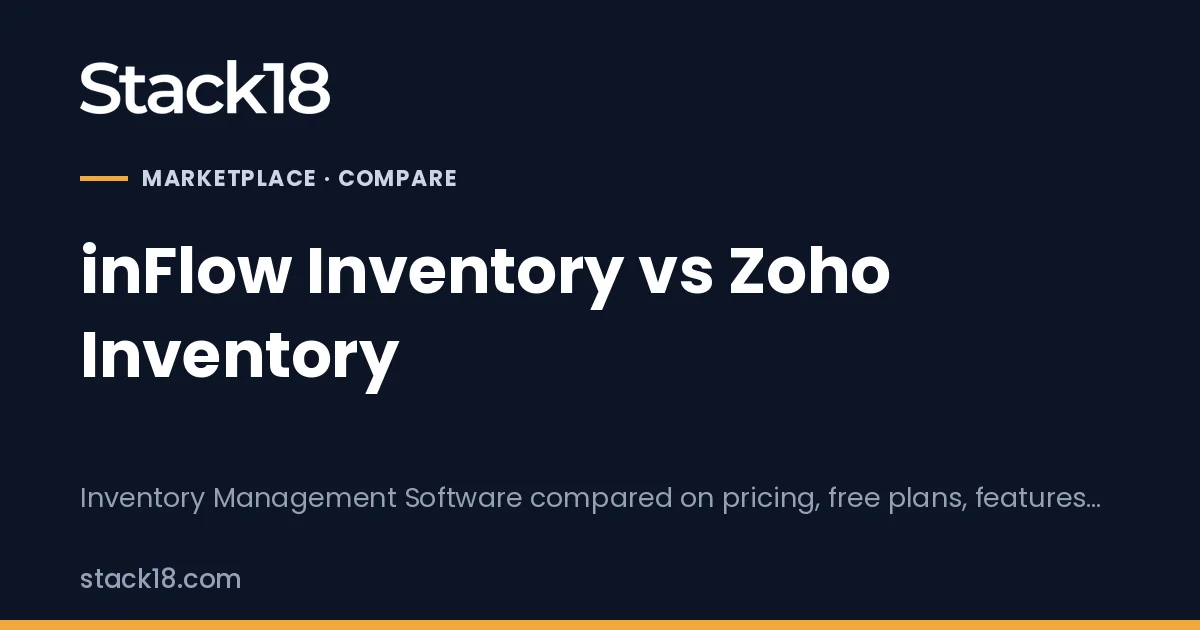 Stack18
MARKETPLACE · COMPARE
inFlow Inventory vs Zoho
Inventory
Inventory Management Software compared on pricing, free plans, features...
stack18.com